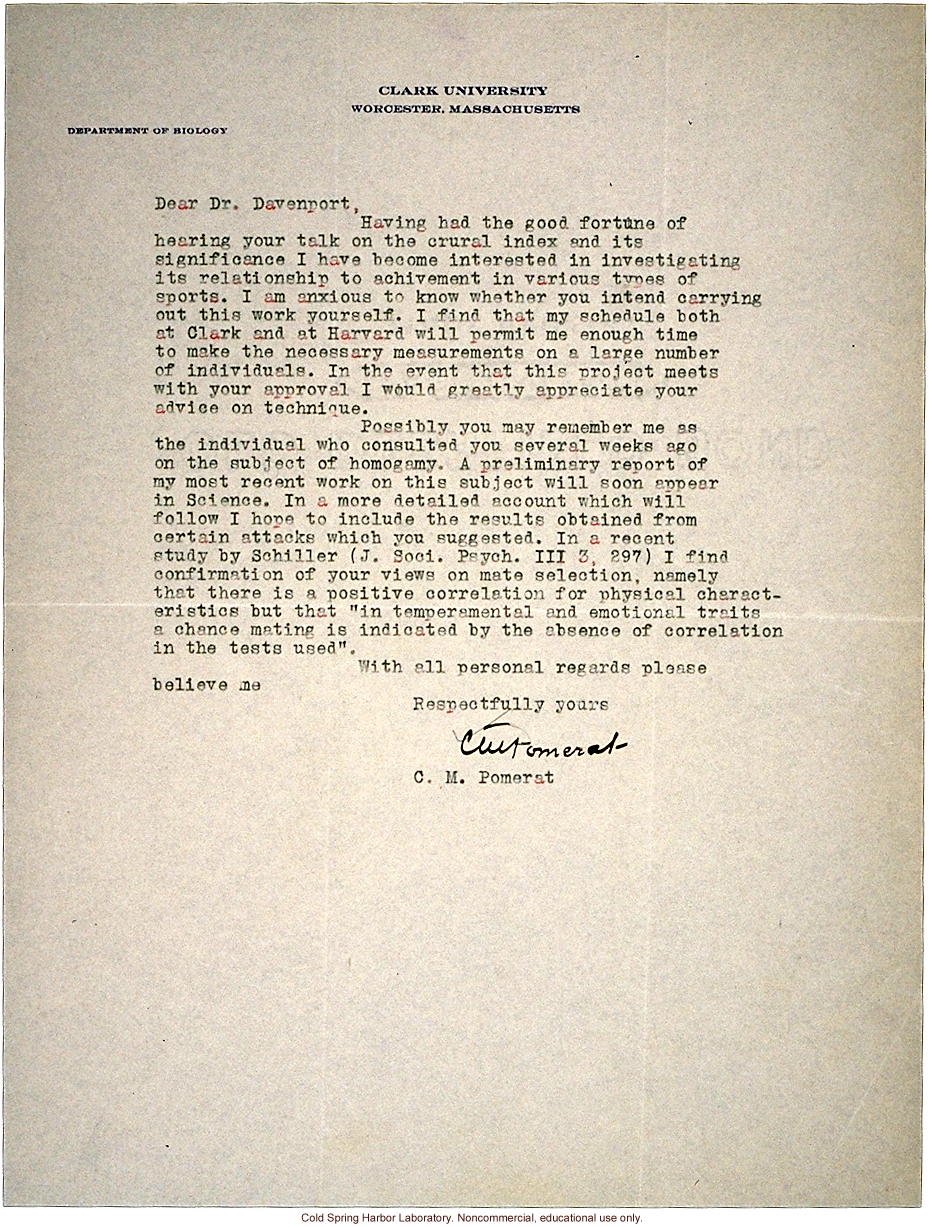 CLARK UNIVERSITY
WORCESTER, MASSACHUSETTS
DEPARTMENT OF BIOLOGY
Dear Dr. Davenport,
Having had the good fortune of
hearing your talk on the crural index and its
significance I have become interested in investigating
its relationship to achivement in various types of
sports. I am anxious to know whether you intend carrying
out this work yourself. I find that my schedule both
at Clark and at Harvard will permit me enough time
to make the necessary measurements on a large number
of individuals. In the event that this project meets
with your approval I would greatly appreciate your
advice on technique.
Possibly you may remember me as
the individual who consulted you several weeks ago
on the subject of homogamy. A preliminary report of
my most recent work on this subject will soon appear
in Science. In a more detailed account which will
follow I hope to include the results obtained from
certain attacks which you suggested. In a recent
study by Schiller (J. Soci. Psych. III 3, 297) I find
confirmation of your views on mate selection, namely
that there is a positive correlation for physical charact-
eristics but that "in temperamental and emotional traits
a chance mating is indicated by the absence of correlation
in the tests used".
With all personal regards please
believe me
Respectfully yours
CMPomerat
C. M. Pomerat
Cold Spring Harbor Laboratory. Noncommercial, educational use only.